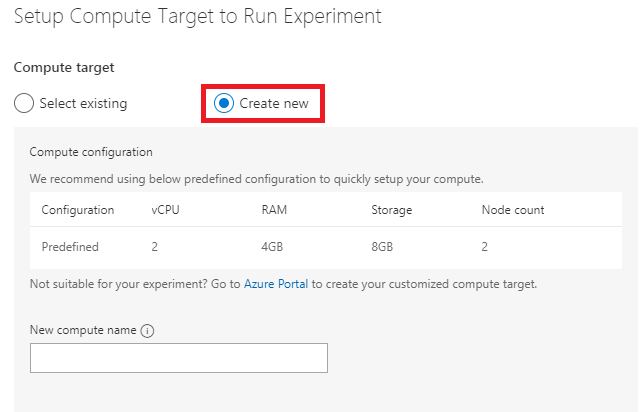 Setup Compute Target to Run Experiment
Compute target
Select existing Create new
Compute configuration
We recommend using below predefined configuration to quickly setup your compute.
Configuration vCPU RAM Storage Node count
Predefined 2 4GB 8GB 2
Not suitable for your experiment? Go to Azure Portal to create your customized compute target.
New compute name